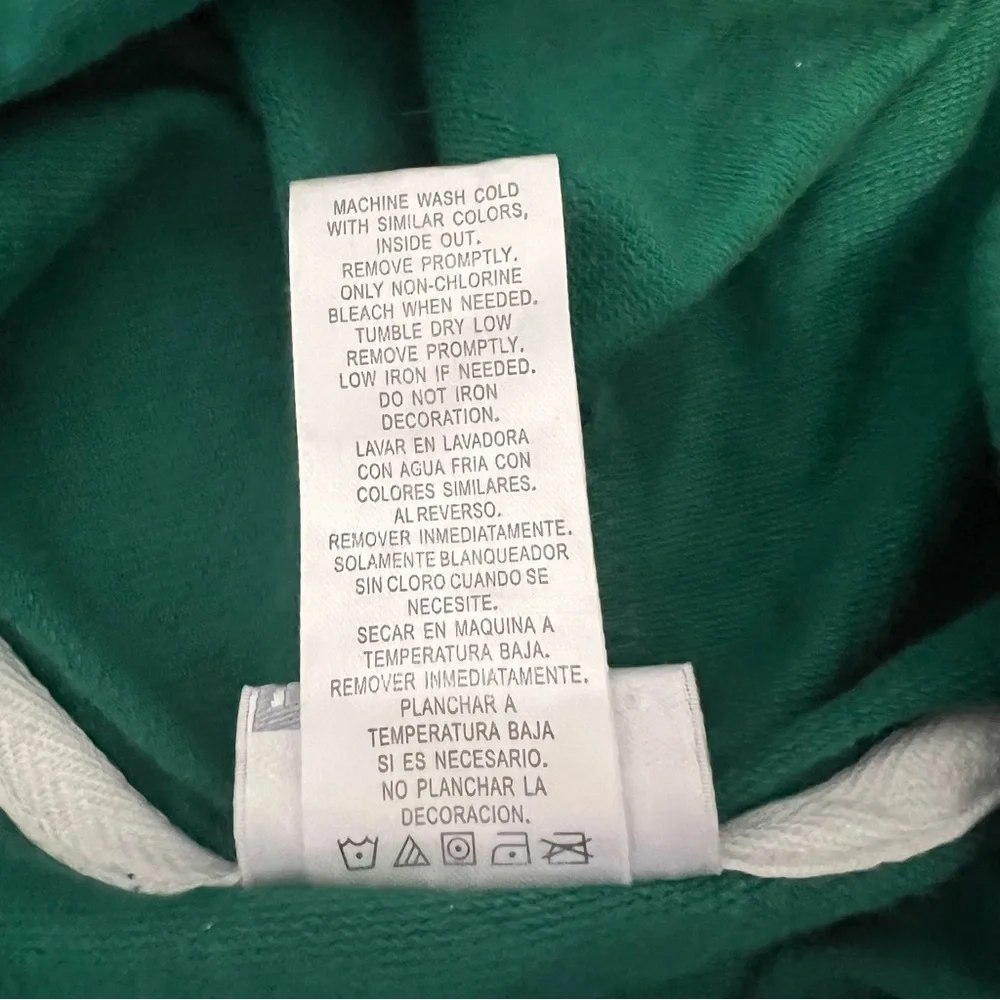 MACHINE WASH COLD
WITH SIMILAR COLORS,
INSIDE OUT.
REMOVE PROMPTLY.
ONLY NON-CHLORINE
BLEACH WHEN NEEDED.
TUMBLE DRY LOW
REMOVE PROMPTLY.
LOW IRON IF NEEDED.
DO NOT IRON
DECORATION.
LAVAR EN LAVADORA
CON AGUA FRIA CON
COLORES SIMILARES.
AL REVERSO.
REMOVER INMEDIATAMENTE.
SOLAMENTE BLANQUEADOR
SIN CLORO CUANDO SE
NECESITE.
SECAR EN MAQUINA A
TEMPERATURA BAJA.
REMOVER INMEDIATAMENTE.
PLANCHAR A
TEMPERATURA BAJA
SI ES NECESARIO.
NO PLANCHAR LA
DECORACION.